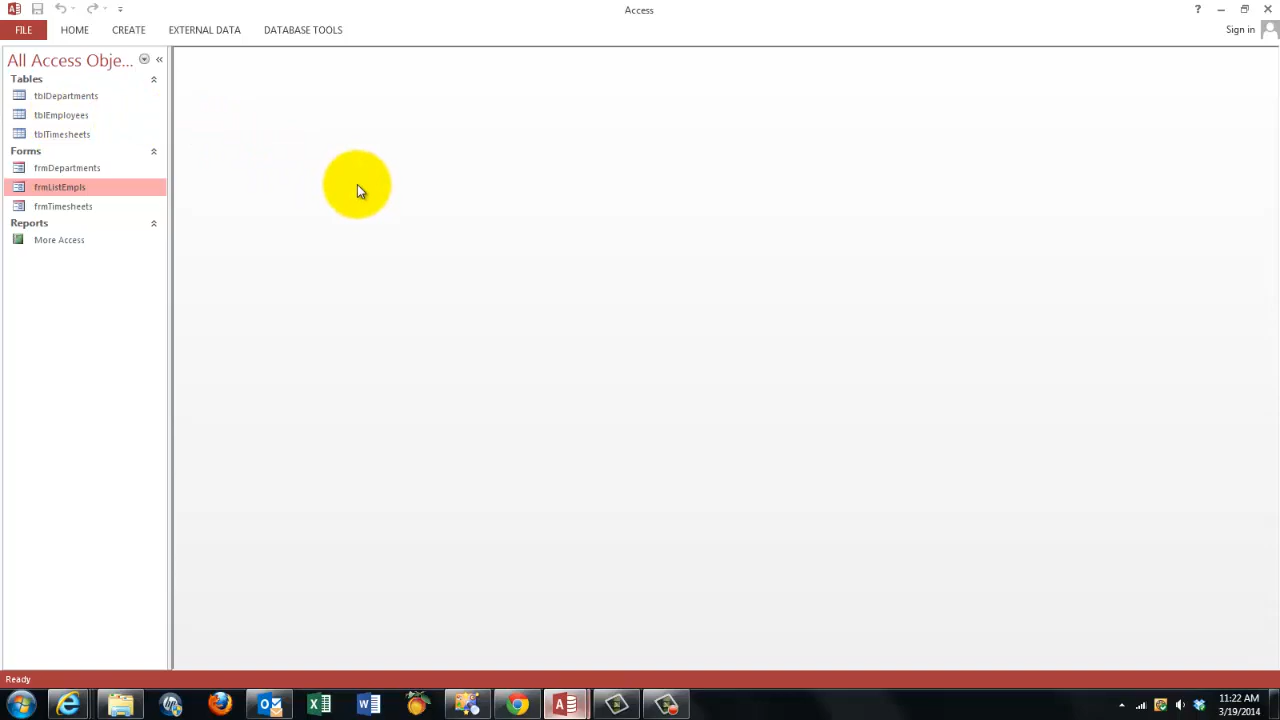 Access
FILE HOME CREATE EXTERNAL DATA DATABASE TOOLS Sign in
All Access Obje...
Tables
tblDepartments
tblEmployees
tblTimesheets
Forms
frmDepartments
frmListEmpls
frmTimesheets
Reports
More Access
Ready
11:22 AM
3/19/2014